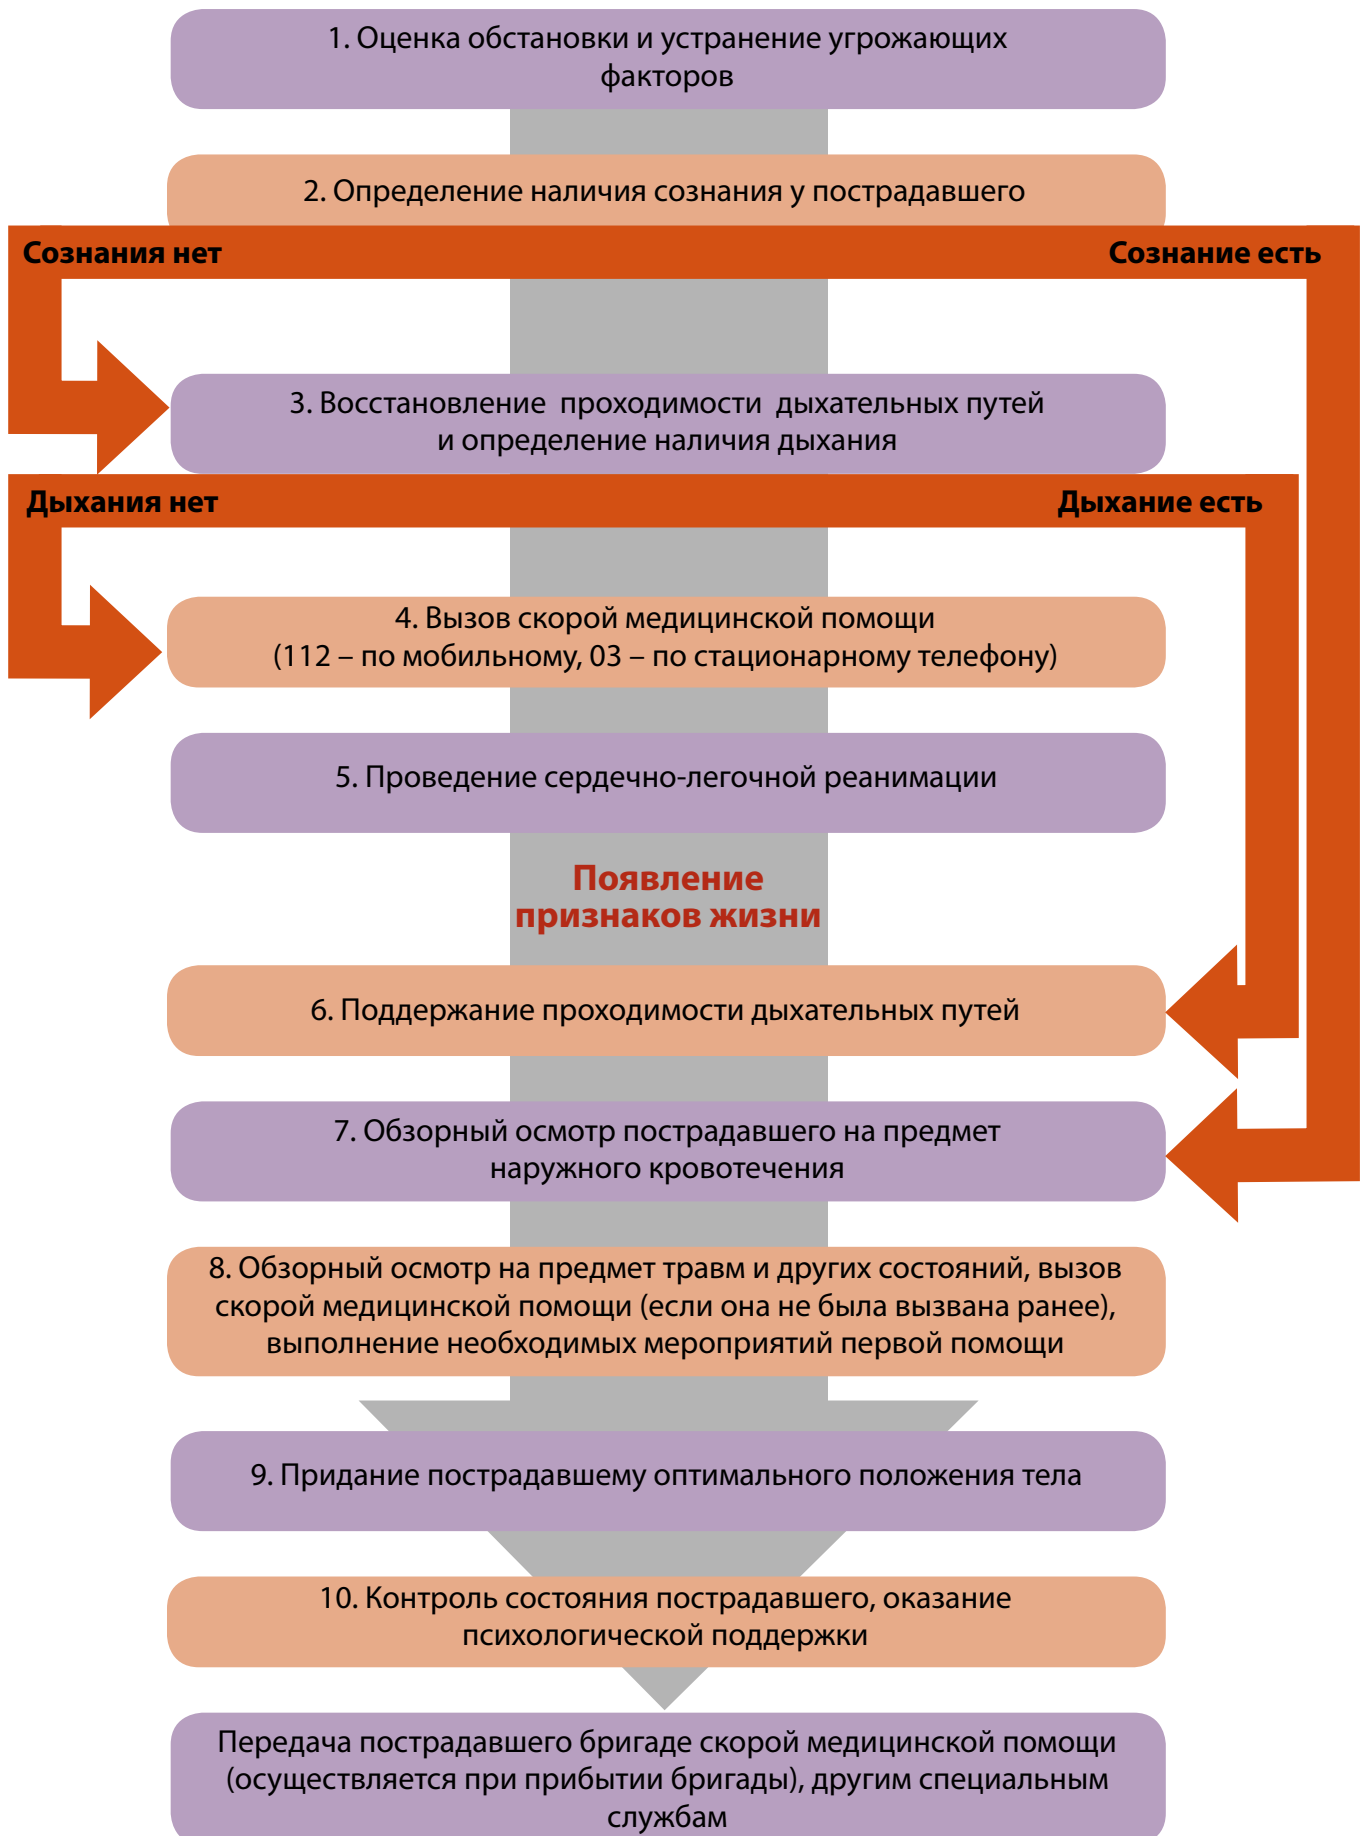 1. Оценка обстановки и устранение угрожающих
факторов
2. Определение наличия сознания у пострадавшего
Сознания нет
Сознание есть
3. Восстановление проходимости дыхательных путей
и определение наличия дыхания
Дыхания нет
Дыхание есть
4. Вызов скорой медицинской помощи
(112 – по мобильному, 03 – по стационарному телефону)
5. Проведение сердечно-легочной реанимации
Появление
признаков жизни
6. Поддержание проходимости дыхательных путей
7. Обзорный осмотр пострадавшего на предмет
наружного кровотечения
8. Обзорный осмотр на предмет травм и других состояний, вызов
скорой медицинской помощи (если она не была вызвана ранее),
выполнение необходимых мероприятий первой помощи
9. Придание пострадавшему оптимального положения тела
10. Контроль состояния пострадавшего, оказание
психологической поддержки
Передача пострадавшего бригаде скорой медицинской помощи
(осуществляется при прибытии бригады), другим специальным
службам